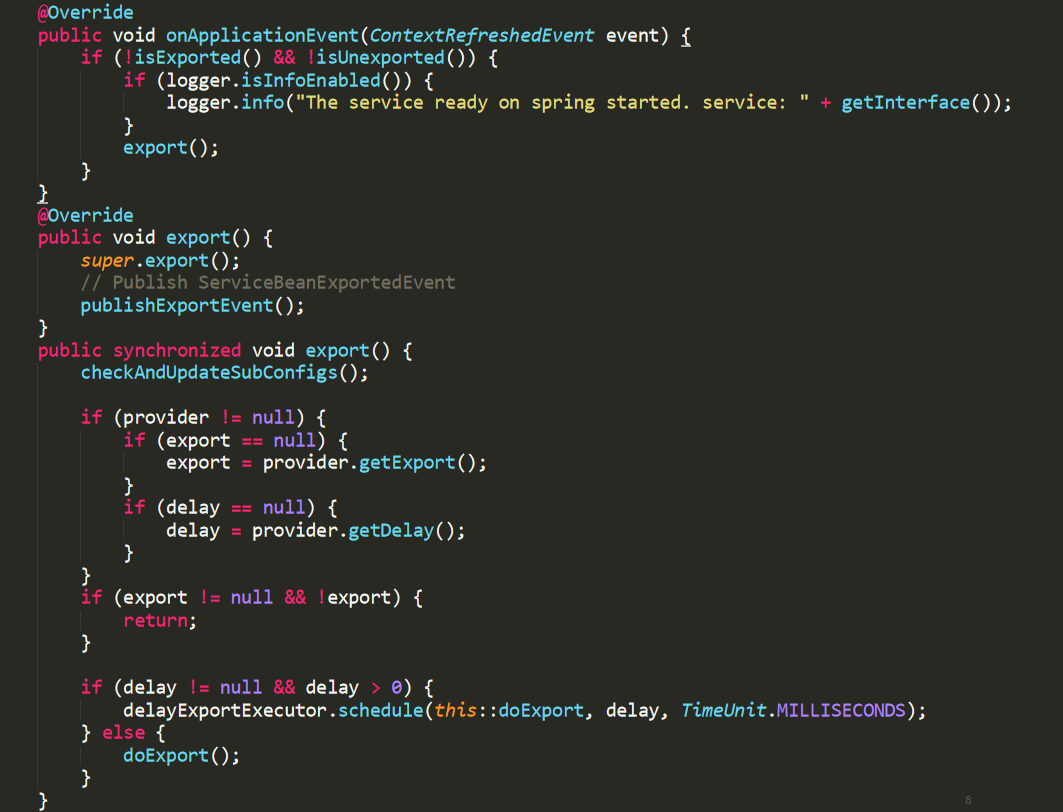 @Override
public void onApplicationEvent(ContextRefreshedEvent event) {
    if (!isExported() && !isUnexported()) {
        if (logger.isInfoEnabled()) {
            logger.info("The service ready on spring started. service: " + getInterface());
        }
        export();
    }
}
@Override
public void export() {
    super.export();
    // Publish ServiceBeanExportedEvent
    publishExportEvent();
}
public synchronized void export() {
    checkAndUpdateSubConfigs();

    if (provider != null) {
        if (export == null) {
            export = provider.getExport();
        }
        if (delay == null) {
            delay = provider.getDelay();
        }
    }
    if (export != null && !export) {
        return;
    }

    if (delay != null && delay > 0) {
        delayExportExecutor.schedule(this::doExport, delay, TimeUnit.MILLISECONDS);
    } else {
        doExport();
    }
}
8